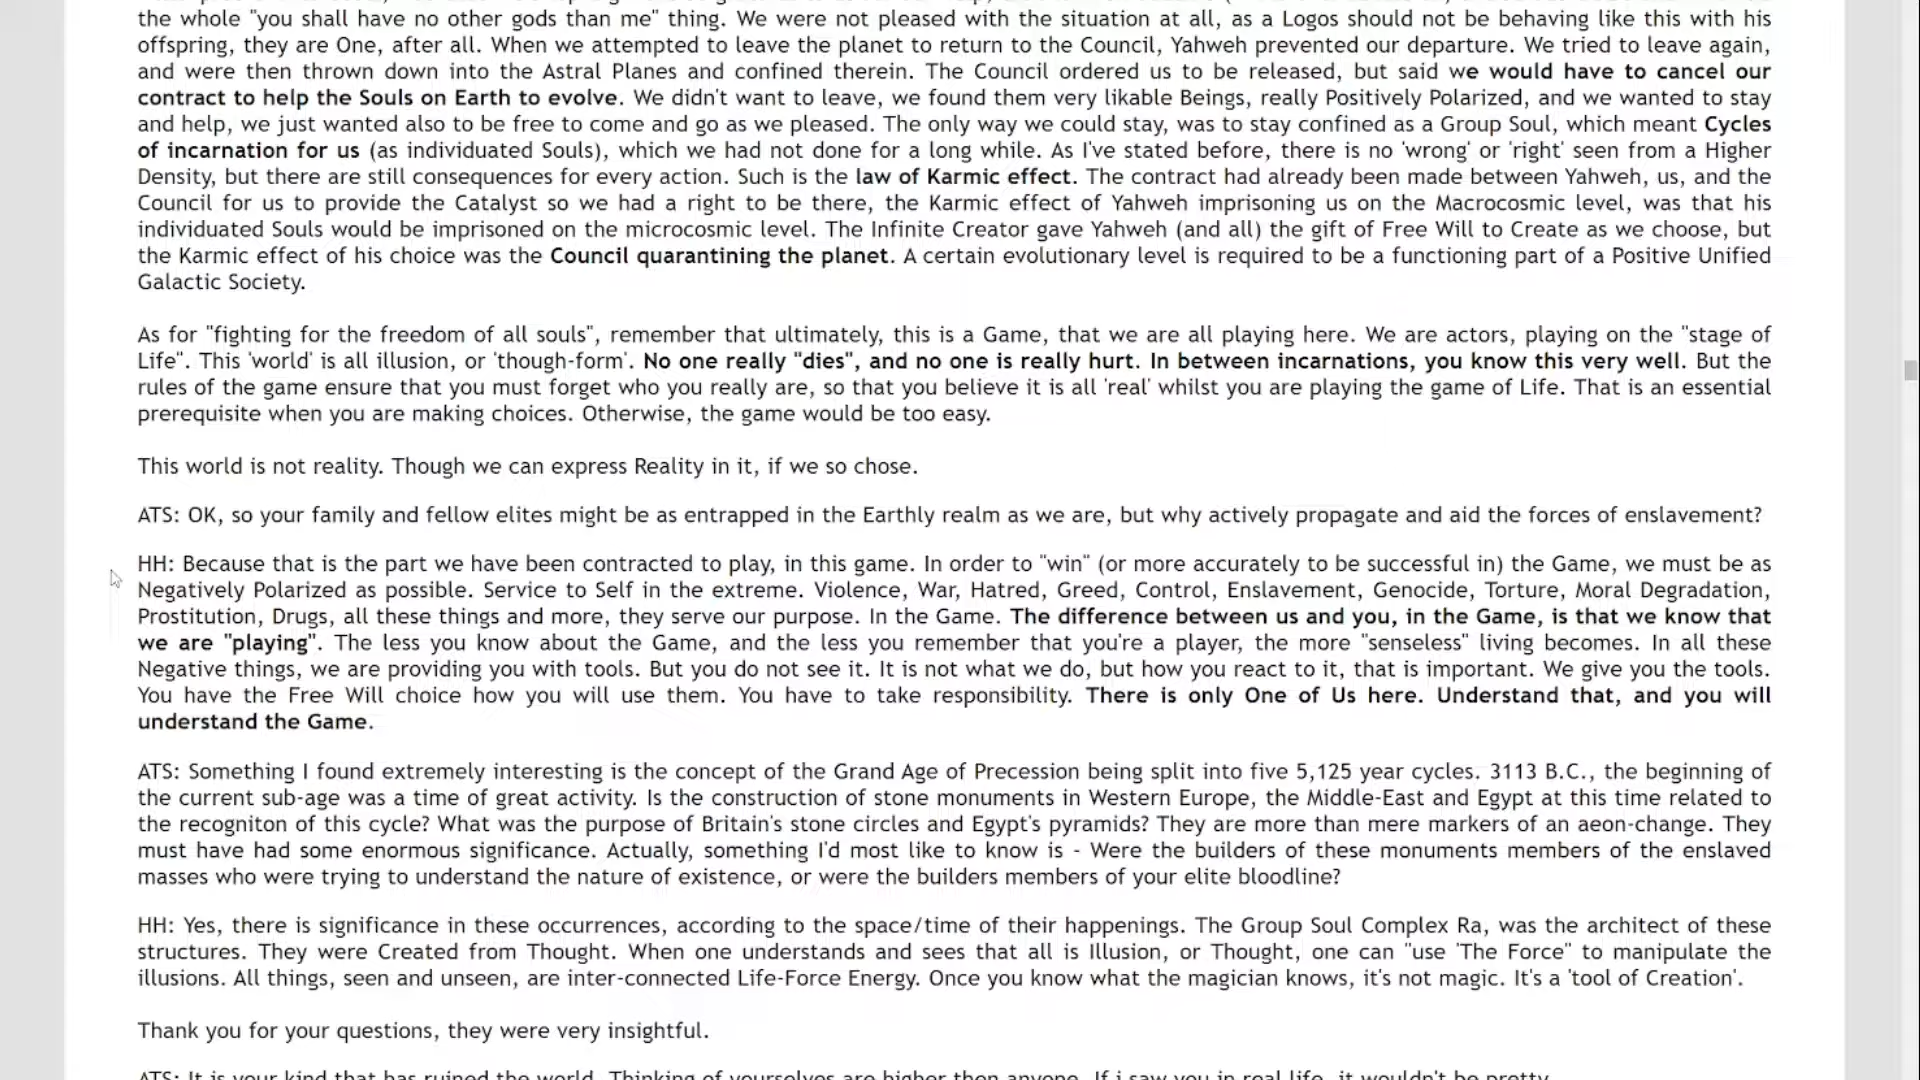 the whole "you shall have no other gods than me" thing. We were not pleased with the situation at all, as a Logos should not be behaving like this with his
offspring, they are One, after all. When we attempted to leave the planet to return to the Council, Yahweh prevented our departure. We tried to leave again,
and were then thrown down into the Astral Planes and confined therein. The Council ordered us to be released, but said we would have to cancel our
contract to help the Souls on Earth to evolve. We didn't want to leave, we found them very likable Beings, really Positively Polarized, and we wanted to stay
and help, we just wanted also to be free to come and go as we pleased. The only way we could stay, was to stay confined as a Group Soul, which meant Cycles
of incarnation for us (as individuated Souls), which we had not done for a long while. As I've stated before, there is no 'wrong' or 'right' seen from a Higher
Density, but there are still consequences for every action. Such is the law of Karmic effect. The contract had already been made between Yahweh, us, and the
Council for us to provide the Catalyst so we had a right to be there, the Karmic effect of Yahweh imprisoning us on the Macrocosmic level, was that his
individuated Souls would be imprisoned on the microcosmic level. The Infinite Creator gave Yahweh (and all) the gift of Free Will to Create as we choose, but
the Karmic effect of his choice was the Council quarantining the planet. A certain evolutionary level is required to be a functioning part of a Positive Unified
Galactic Society.
As for "fighting for the freedom of all souls", remember that ultimately, this is a Game, that we are all playing here. We are actors, playing on the "stage of
Life". This 'world' is all illusion, or 'though-form'. No one really "dies", and no one is really hurt. In between incarnations, you know this very well. But the
rules of the game ensure that you must forget who you really are, so that you believe it is all 'real' whilst you are playing the game of Life. That is an essential
prerequisite when you are making choices. Otherwise, the game would be too easy.
This world is not reality. Though we can express Reality in it, if we so chose.
ATS: OK, so your family and fellow elites might be as entrapped in the Earthly realm as we are, but why actively propagate and aid the forces of enslavement?
HH: Because that is the part we have been contracted to play, in this game. In order to "win" (or more accurately to be successful in) the Game, we must be as
Negatively Polarized as possible. Service to Self in the extreme. Violence, War, Hatred, Greed, Control, Enslavement, Genocide, Torture, Moral Degradation,
Prostitution, Drugs, all these things and more, they serve our purpose. In the Game. The difference between us and you, in the Game, is that we know that
we are "playing". The less you know about the Game, and the less you remember that you're a player, the more "senseless" living becomes. In all these
Negative things, we are providing you with tools. But you do not see it. It is not what we do, but how you react to it, that is important. We give you the tools.
You have the Free Will choice how you will use them. You have to take responsibility. There is only One of Us here. Understand that, and you will
understand the Game.
ATS: Something I found extremely interesting is the concept of the Grand Age of Precession being split into five 5,125 year cycles. 3113 B.C., the beginning of
the current sub-age was a time of great activity. Is the construction of stone monuments in Western Europe, the Middle-East and Egypt at this time related to
the recogniton of this cycle? What was the purpose of Britain's stone circles and Egypt's pyramids? They are more than mere markers of an aeon-change. They
must have had some enormous significance. Actually, something I'd most like to know is - Were the builders of these monuments members of the enslaved
masses who were trying to understand the nature of existence, or were the builders members of your elite bloodline?
HH: Yes, there is significance in these occurrences, according to the space/time of their happenings. The Group Soul Complex Ra, was the architect of these
structures. They were Created from Thought. When one understands and sees that all is Illusion, or Thought, one can "use 'The Force" to manipulate the
illusions. All things, seen and unseen, are inter-connected Life-Force Energy. Once you know what the magician knows, it's not magic. It's a 'tool of Creation'.
Thank you for your questions, they were very insightful.
ATS: It is your kind that has ruined the world. Thinking of yourselves are higher then anyone. If i saw you in real life, it wouldn't be pretty.